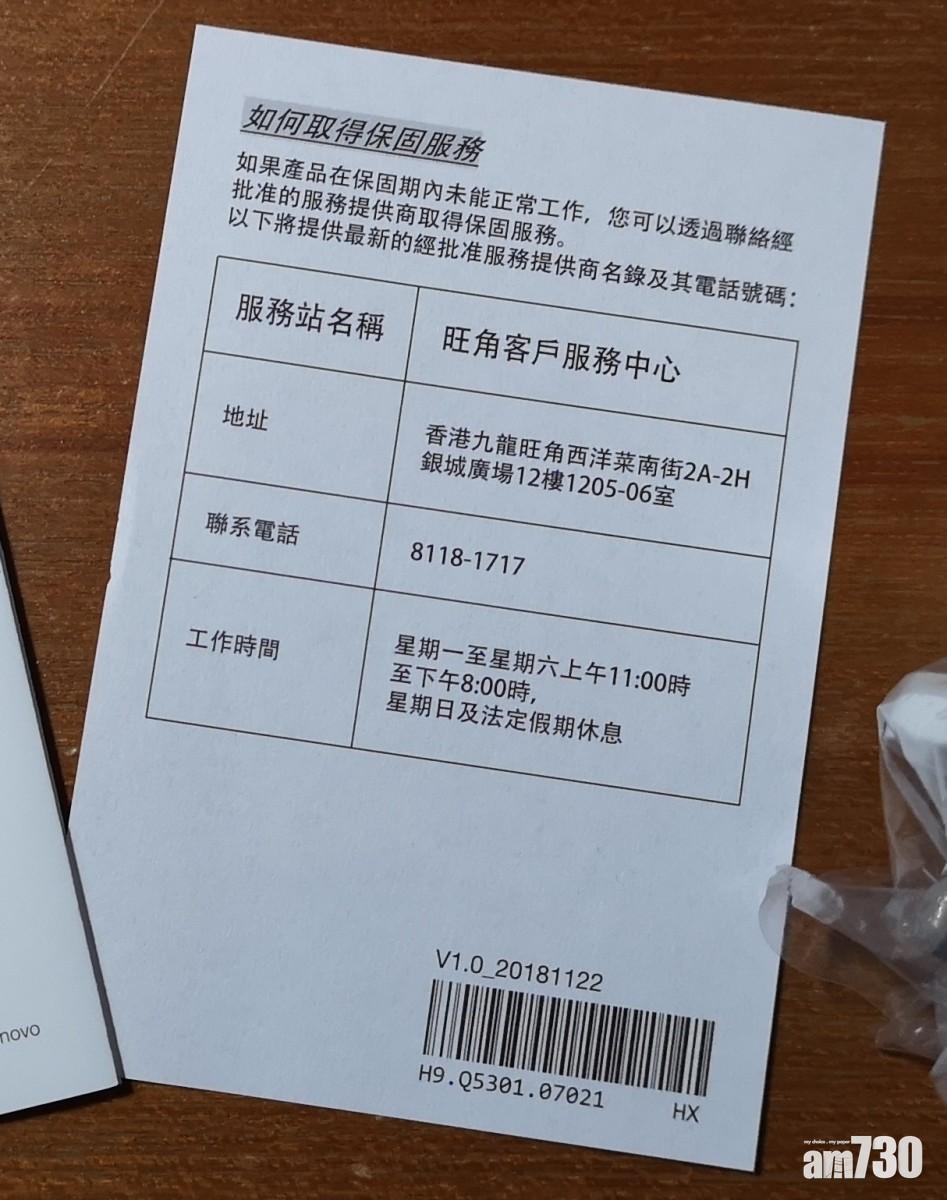 如何取得保固服務
如果產品在保固期內未能正常工作，您可以透過聯絡經
批准的服務提供商取得保固服務。
以下將提供最新的經批准服務提供商名錄及其電話號碼：
服務站名稱
旺角客戶服務中心
地址
香港九龍旺角西洋菜南街2A-2H
銀城廣場12樓1205-06室
聯系電話
8118-1717
工作時間
星期一至星期六上午11:00時
至下午8:00時，
星期日及法定假期休息
V1.0_20181122
H9.Q5301.07021
HX
novo
my choice . my paper
am730